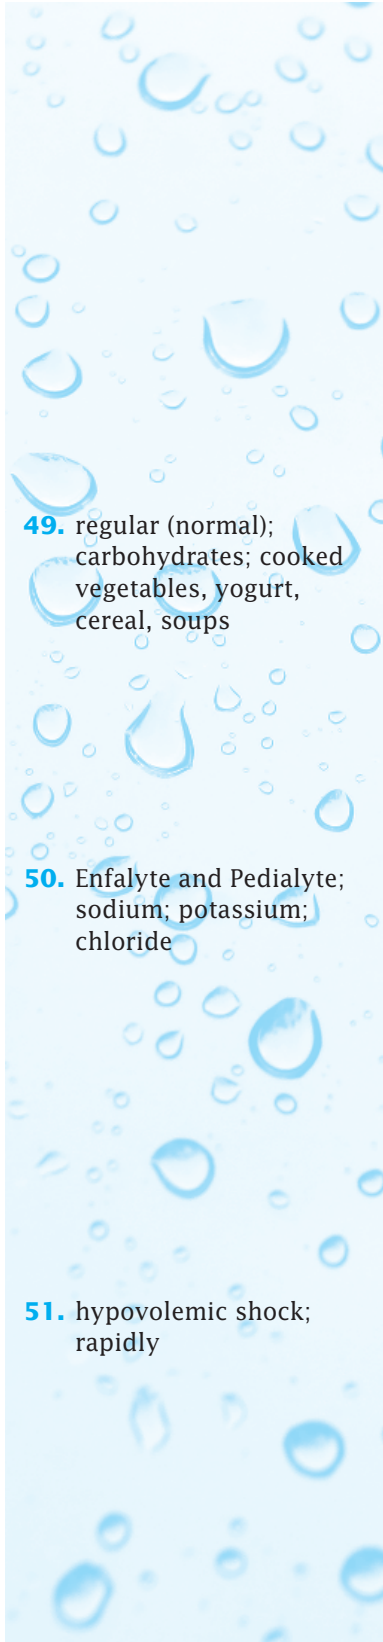 49. regular (normal);
carbohydrates; cooked
vegetables, yogurt,
cereal, soups
50. Enfalyte and Pedialyte;
sodium; potassium;
chloride
51. hypovolemic shock;
rapidly